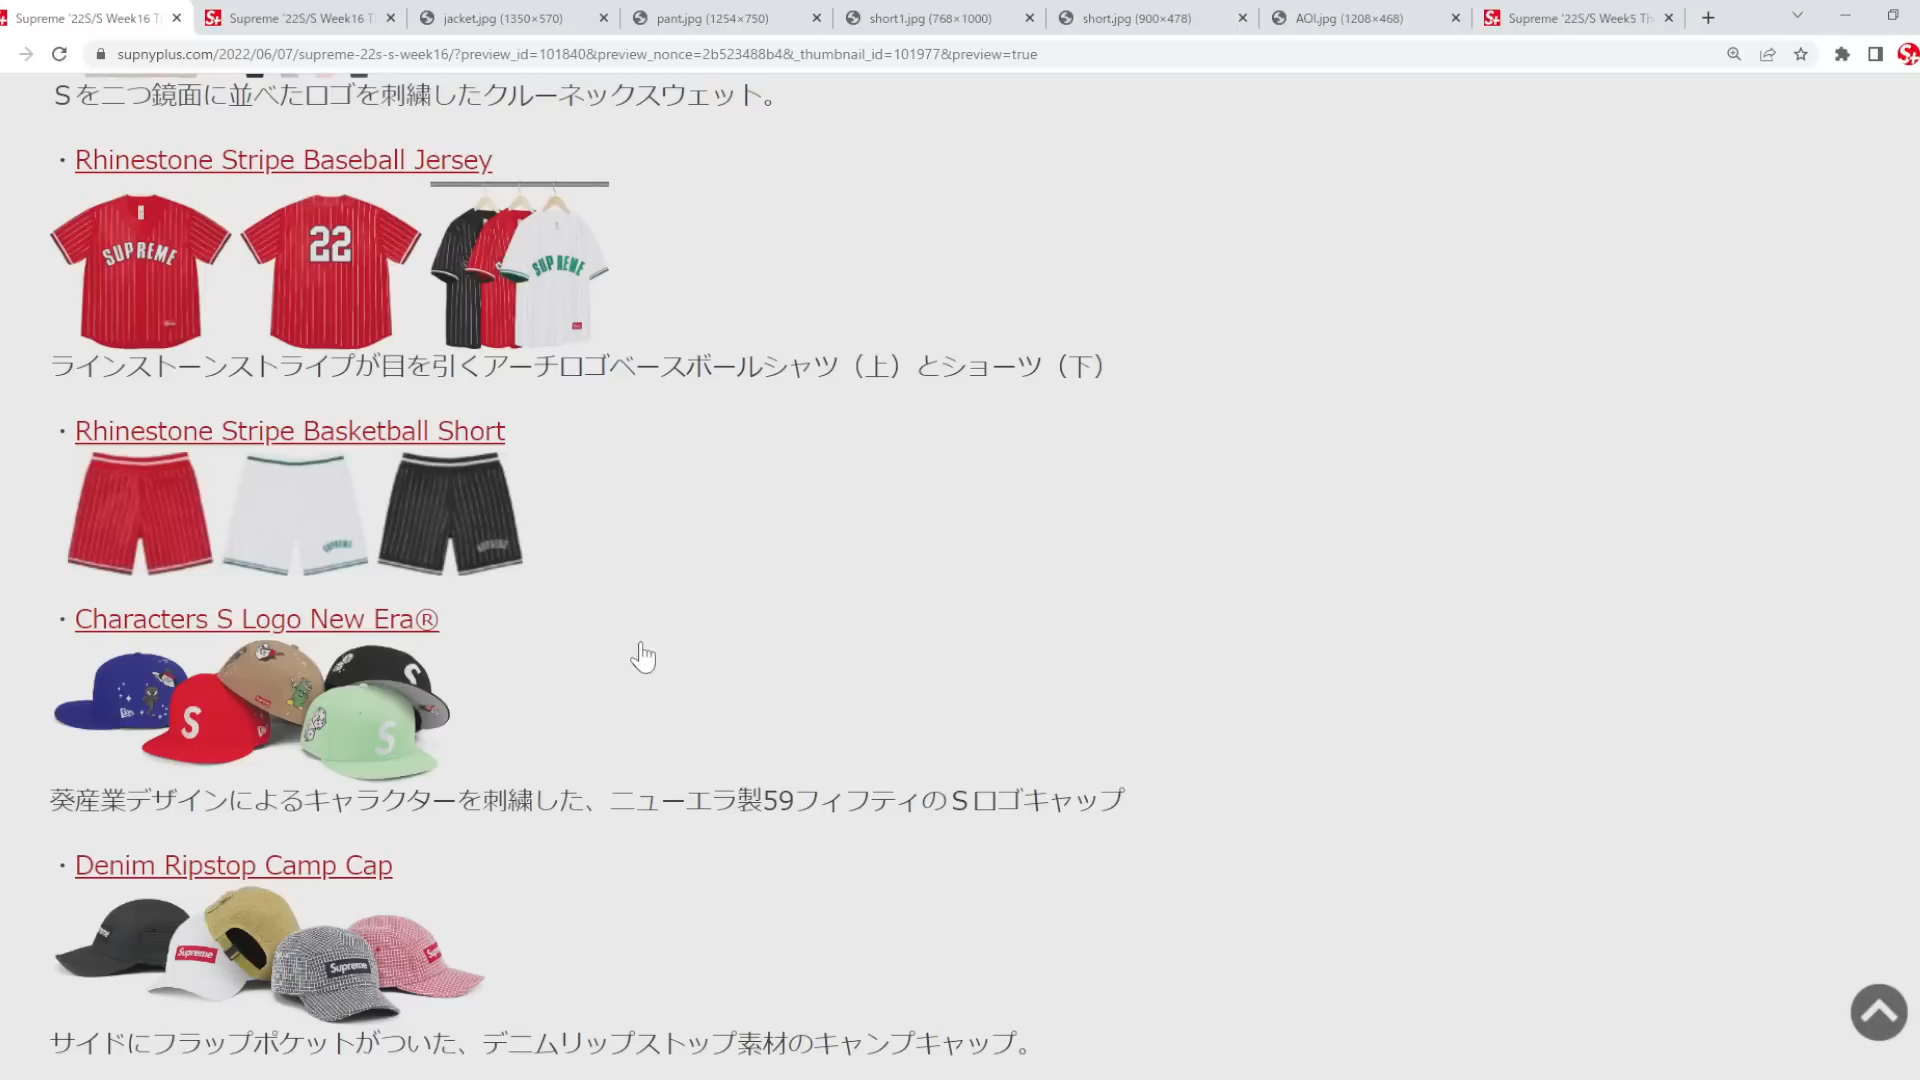 Supreme '22S/S Week16 T
Supreme '22S/S Week16 T
jacket.jpg (1350×570)
pant.jpg (1254×750)
short1.jpg (768×1000)
short.jpg (900×478)
AOI.jpg (1208×468)
Supreme '22S/S Week5 Th
supnyplus.com/2022/06/07/supreme-22s-s-week16/?preview_id=101840&preview_nonce=2b523488b4&_thumbnail_id=101977&preview=true
Ｓを二つ鏡面に並べたロゴを刺繍したクルーネックスウェット。
・Rhinestone Stripe Baseball Jersey
SUPREME
22
SUPREME
ラインストーンストライプが目を引くアーチロゴベースボールシャツ（上）とショーツ（下）
・Rhinestone Stripe Basketball Short
SUPREME
SUPREME
・Characters S Logo New Era®
S
S
S
葵産業デザインによるキャラクターを刺繍した、ニューエラ製59フィフティのＳロゴキャップ
・Denim Ripstop Camp Cap
Supreme
Supreme
サイドにフラップポケットがついた、デニムリップストップ素材のキャンプキャップ。